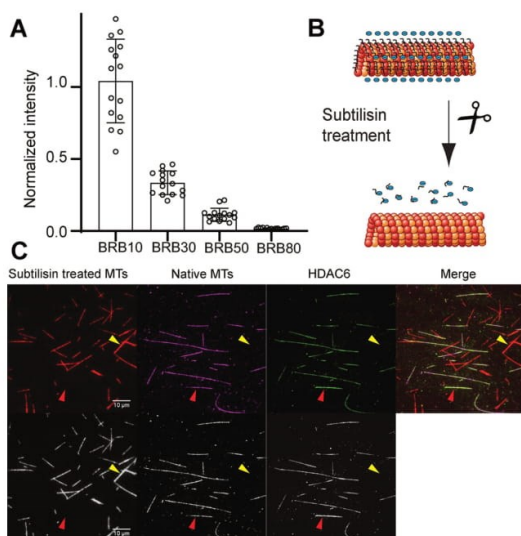 A
Normalized intensity
1.0
0.5
0.0
BRB10 BRB30 BRB50 BRB80
B
Subtilisin
treatment
C
Subtilisin treated MTs Native MTs HDAC6 Merge
10 µm
10 µm